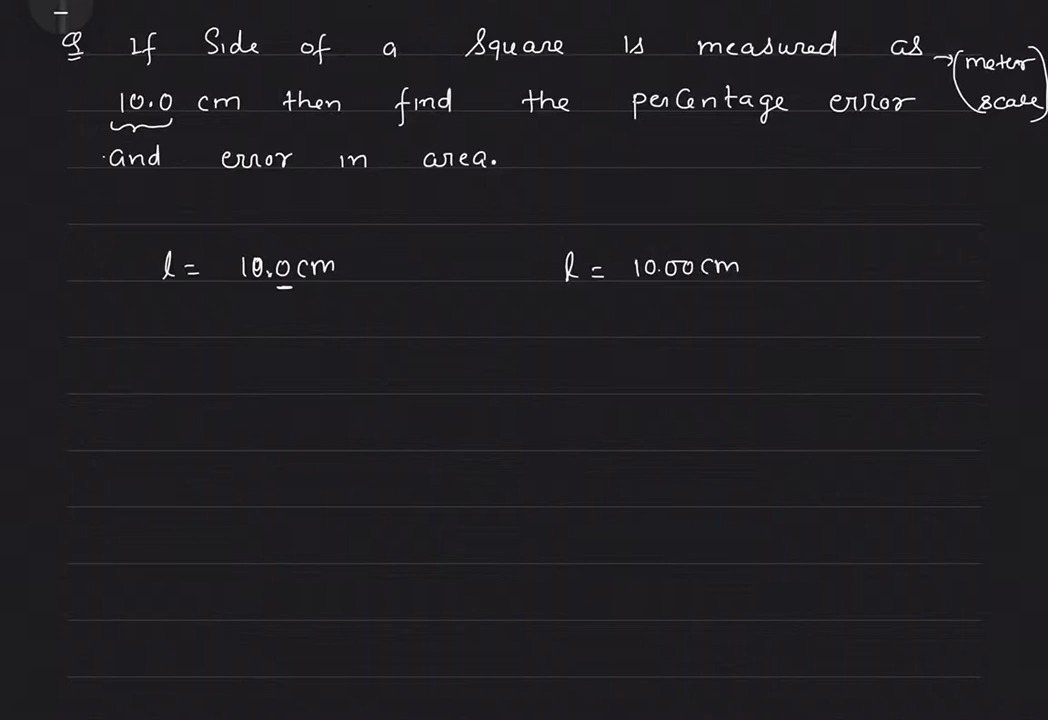 Q If Side of a Square is measured as → (meter scale)
10.0 cm then find the percentage error
and error in area.
l = 10.0 cm
l = 10.00 cm